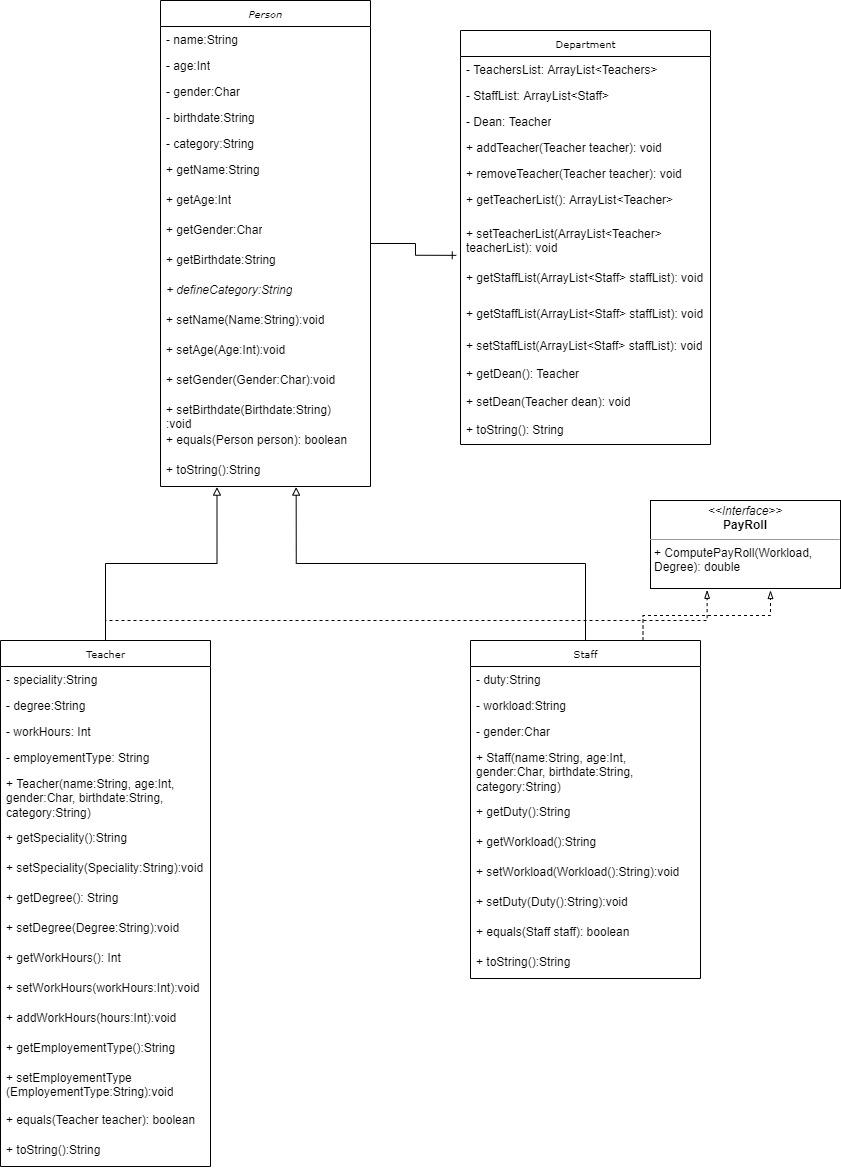 Person
- name:String
- age:Int
- gender:Char
- birthdate:String
- category:String
+ getName:String
+ getAge:Int
+ getGender:Char
+ getBirthdate:String
+ defineCategory:String
+ setName(Name:String):void
+ setAge(Age:Int):void
+ setGender(Gender:Char):void
+ setBirthdate(Birthdate:String)
:void
+ equals(Person person): boolean
+ toString():String
Department
- TeachersList: ArrayList<Teachers>
- StaffList: ArrayList<Staff>
- Dean: Teacher
+ addTeacher(Teacher teacher): void
+ removeTeacher(Teacher teacher): void
+ getTeacherList(): ArrayList<Teacher>
+ setTeacherList(ArrayList<Teacher>
teacherList): void
+ getStaffList(ArrayList<Staff> staffList): void
+ getStaffList(ArrayList<Staff> staffList): void
+ setStaffList(ArrayList<Staff> staffList): void
+ getDean(): Teacher
+ setDean(Teacher dean): void
+ toString(): String
<<Interface>>
PayRoll
+ ComputePayRoll(Workload,
Degree): double
Teacher
- speciality:String
- degree:String
- workHours: Int
- employementType: String
+ Teacher(name:String, age:Int,
gender:Char, birthdate:String,
category:String)
+ getSpeciality():String
+ setSpeciality(Speciality:String):void
+ getDegree(): String
+ setDegree(Degree:String):void
+ getWorkHours(): Int
+ setWorkHours(workHours:Int):void
+ addWorkHours(hours:Int):void
+ getEmployementType():String
+ setEmployementType
(EmployementType:String):void
+ equals(Teacher teacher): boolean
+ toString():String
Staff
- duty:String
- workload:String
- gender:Char
+ Staff(name:String, age:Int,
gender:Char, birthdate:String,
category:String)
+ getDuty():String
+ getWorkload():String
+ setWorkload(Workload():String):void
+ setDuty(Duty():String):void
+ equals(Staff staff): boolean
+ toString():String